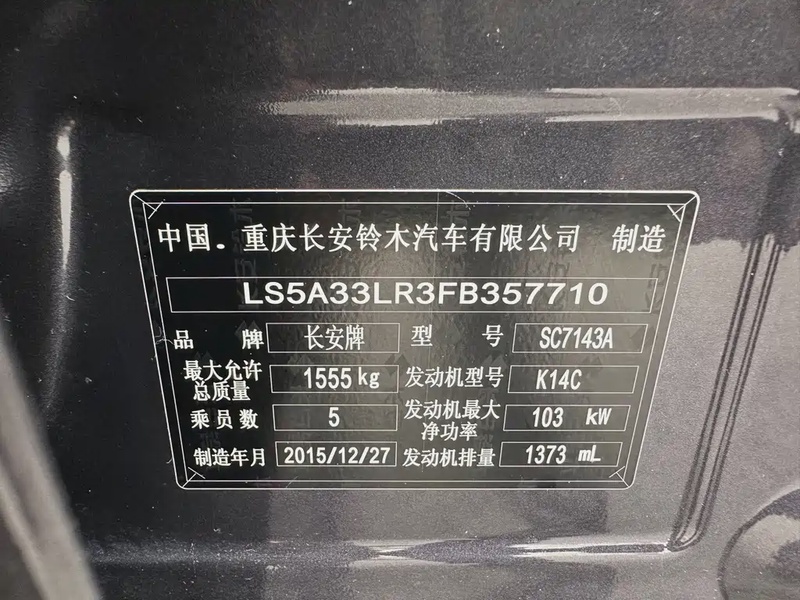 中国.重庆长安铃木汽车有限公司 制造
LS5A33LR3FB357710
品牌 长安牌 型号 SC7143A
最大允许总质量 1555 kg 发动机型号 K14C
乘员数 5 发动机最大净功率 103 kW
制造年月 2015/12/27 发动机排量 1373 mL